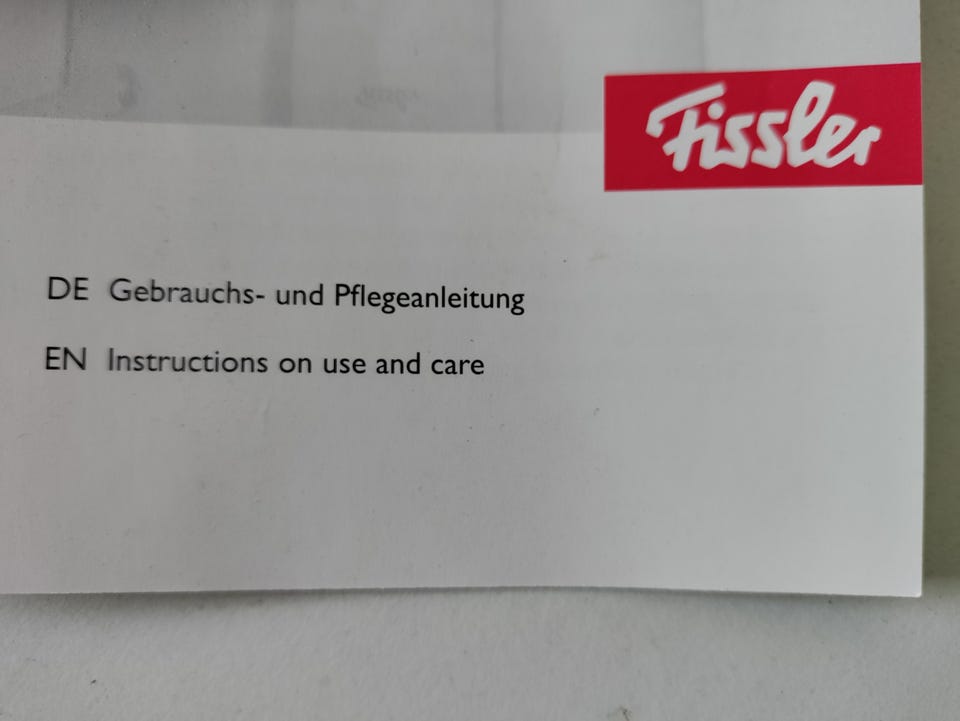 Fissler
DE Gebrauchs- und Pflegeanleitung
EN Instructions on use and care